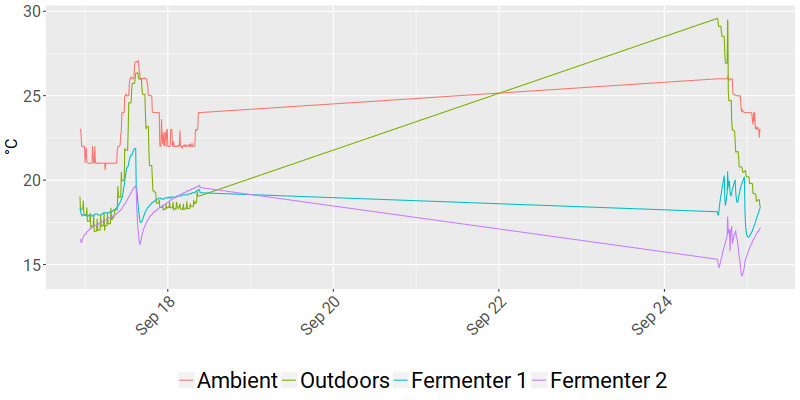 30
25
20
15
°C
Sep 18
Sep 20
Sep 22
Sep 24
Ambient Outdoors Fermenter 1 Fermenter 2